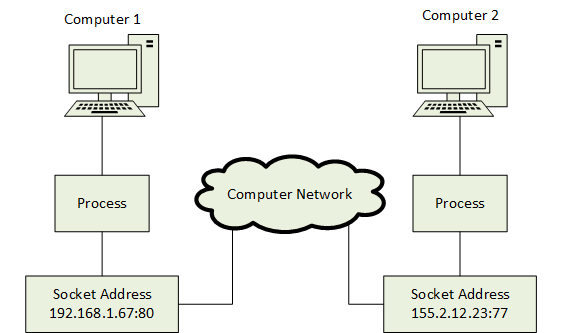 Computer 1
Computer 2
Computer Network
Process
Process
Socket Address
192.168.1.67:80
Socket Address
155.2.12.23:77